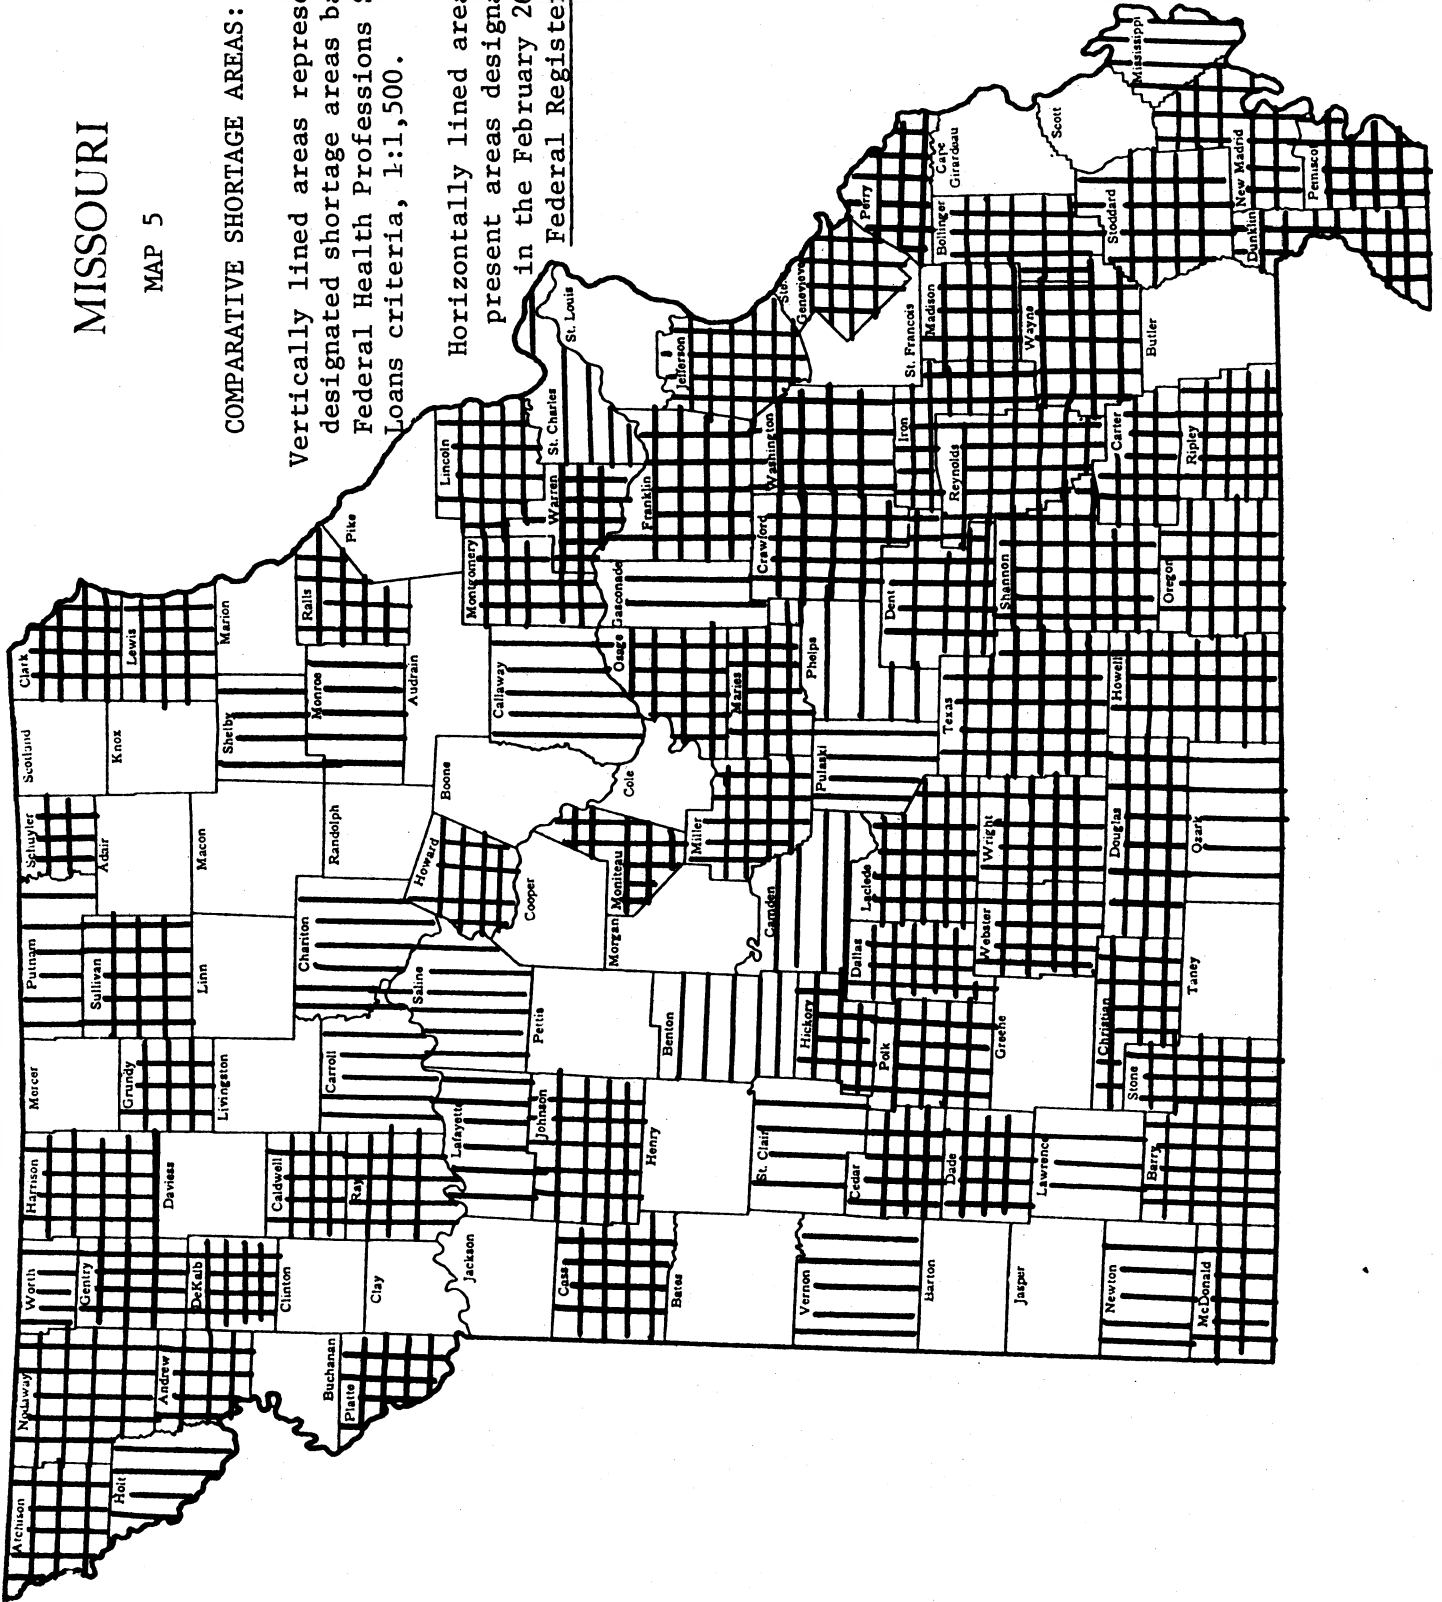 MISSOURI
MAP 5
COMPARATIVE SHORTAGE AREAS:
Vertically lined areas repres
designated shortage areas ba
Federal Health Professions S
Loans criteria, 1:1,500.
Horizontally lined area
present areas designa
in the February 20
Federal Register
Atchison
Nodaway
Worth
Harrison
Mercer
Putnam
Schuyler
Scotland
Clark
Holt
Andrew
Gentry
DeKalb
Daviess
Grundy
Sullivan
Adair
Knox
Lewis
Buchanan
Clinton
Caldwell
Livingston
Linn
Macon
Shelby
Marion
Platte
Clay
Ray
Carroll
Chariton
Randolph
Monroe
Ralls
Pike
Jackson
Lafayette
Saline
Howard
Boone
Audrain
Callaway
Montgomery
Lincoln
Cass
Johnson
Pettis
Cooper
Moniteau
Cole
Osage
Gasconade
Warren
St. Charles
St. Louis
Franklin
Jefferson
Bates
Henry
Benton
Morgan
Miller
Maries
Crawford
Washington
Ste.
Genevieve
Vernon
St. Clair
Hickory
Camden
Pulaski
Phelps
Dent
Iron
St. Francois
Perry
Barton
Cedar
Polk
Dallas
Laclede
Texas
Shannon
Reynolds
Madison
Bollinger
Cape
Girardeau
Jasper
Dade
Greene
Webster
Wright
Wayne
Scott
Mississippi
Newton
Lawrence
Christian
Douglas
Howell
Oregon
Carter
Butler
Stoddard
New Madrid
McDonald
Barry
Stone
Taney
Ozark
Ripley
Dunklin
Pemiscot